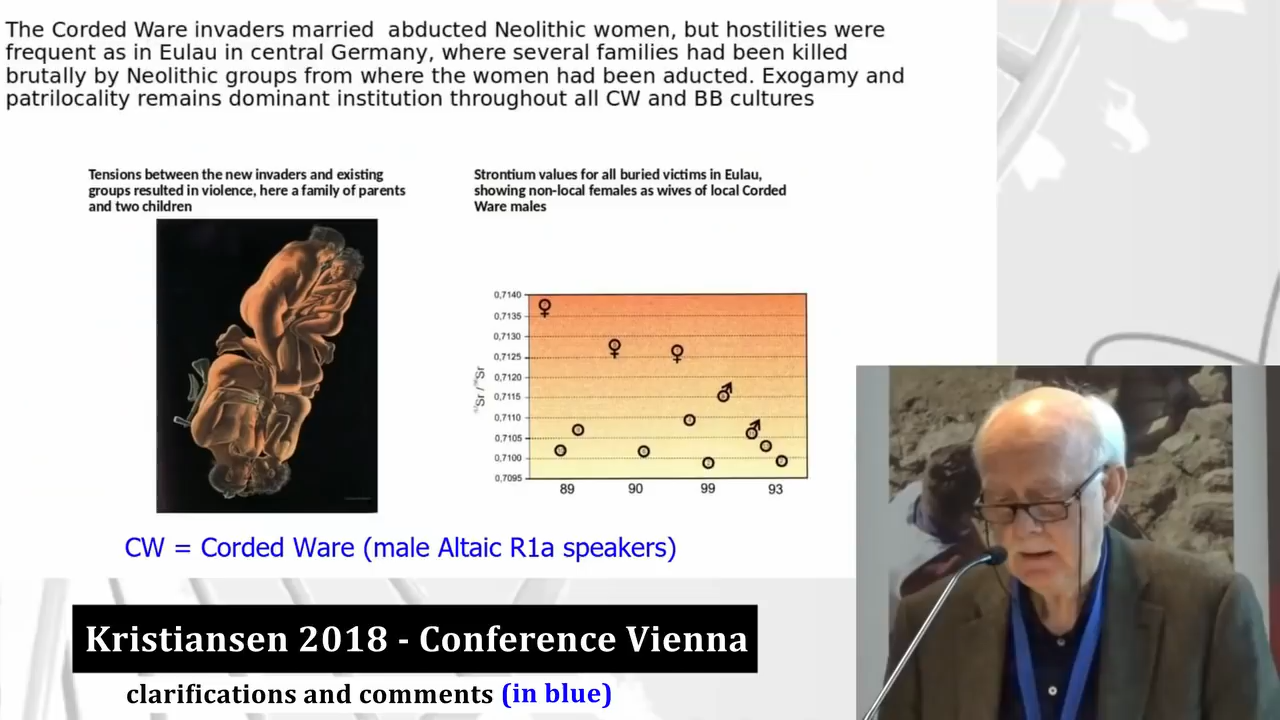 The Corded Ware invaders married abducted Neolithic women, but hostilities were
frequent as in Eulau in central Germany, where several families had been killed
brutally by Neolithic groups from where the women had been aducted. Exogamy and
patrilocality remains dominant institution throughout all CW and BB cultures
Tensions between the new invaders and existing
groups resulted in violence, here a family of parents
and two children
Strontium values for all buried victims in Eulau,
showing non-local females as wives of local Corded
Ware males
0,7140
0,7135
0,7130
0,7125
0,7120
0,7115
0,7110
0,7105
0,7100
0,7095
89 90 99 93
CW = Corded Ware (male Altaic R1a speakers)
Kristiansen 2018 - Conference Vienna
clarifications and comments (in blue)